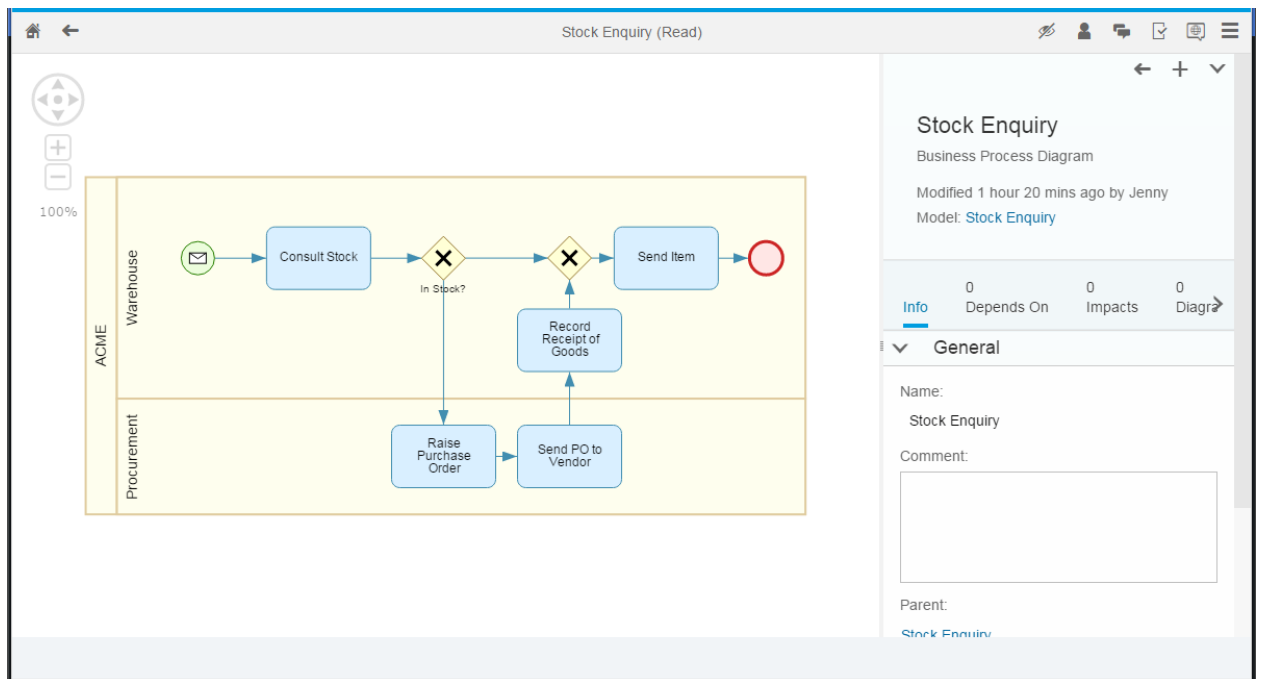 Stock Enquiry (Read)
100%
ACME
Warehouse
Consult Stock
In Stock?
Send Item
Record
Receipt of
Goods
Procurement
Raise
Purchase
Order
Send PO to
Vendor
Stock Enquiry
Business Process Diagram
Modified 1 hour 20 mins ago by Jenny
Model: Stock Enquiry
Info
0
Depends On
0
Impacts
0
Diagra
General
Name:
Stock Enquiry
Comment:
Parent:
Stock Enquiry